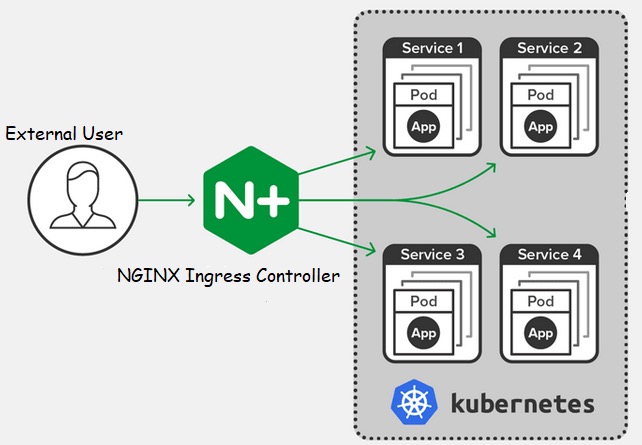 External User
N+
NGINX Ingress Controller
Service 1
Pod
App
Service 2
Pod
App
Service 3
Pod
App
Service 4
Pod
App
kubernetes